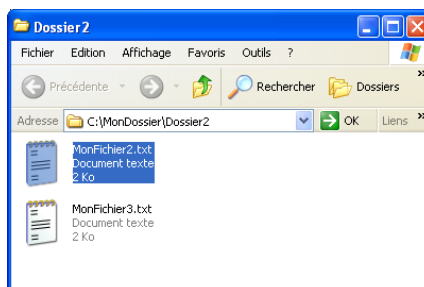 Dossier2
Fichier Edition Affichage Favoris Outils ?
Précédente Rechercher Dossiers »
Adresse C:\MonDossier\Dossier2 OK Liens »
MonFichier2.txt
Document texte
2 Ko
MonFichier3.txt
Document texte
2 Ko